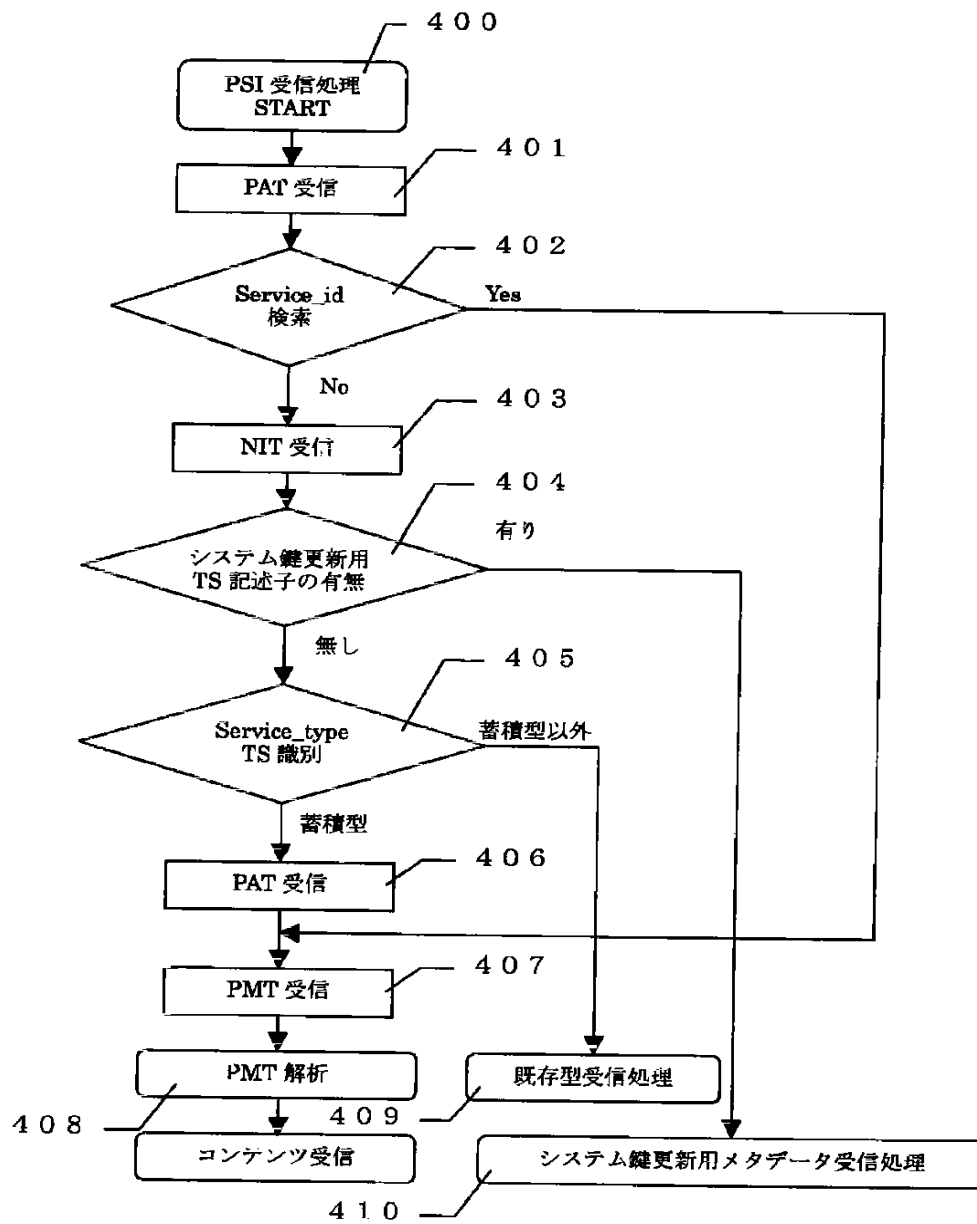 ４００
PSI 受信処理
START
４０１
PAT 受信
４０２
Service_id
検索
Yes
No
４０３
NIT 受信
４０４
有り
システム鍵更新用
TS 記述子の有無
無し
４０５
Service_type
TS 識別
蓄積型以外
蓄積型
４０６
PAT 受信
４０７
PMT 受信
PMT 解析
既存型受信処理
４０８
４０９
コンテンツ受信
システム鍵更新用メタデータ受信処理
４１０